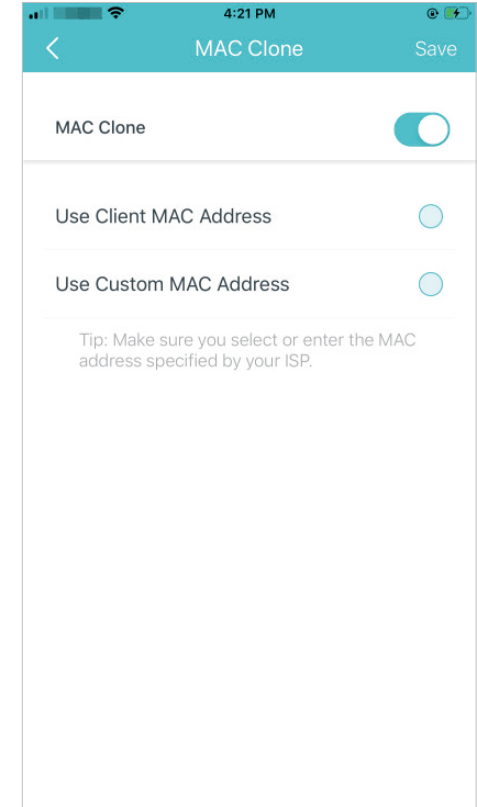 4:21 PM
MAC Clone
Save
MAC Clone
Use Client MAC Address
Use Custom MAC Address
Tip: Make sure you select or enter the MAC
address specified by your ISP.